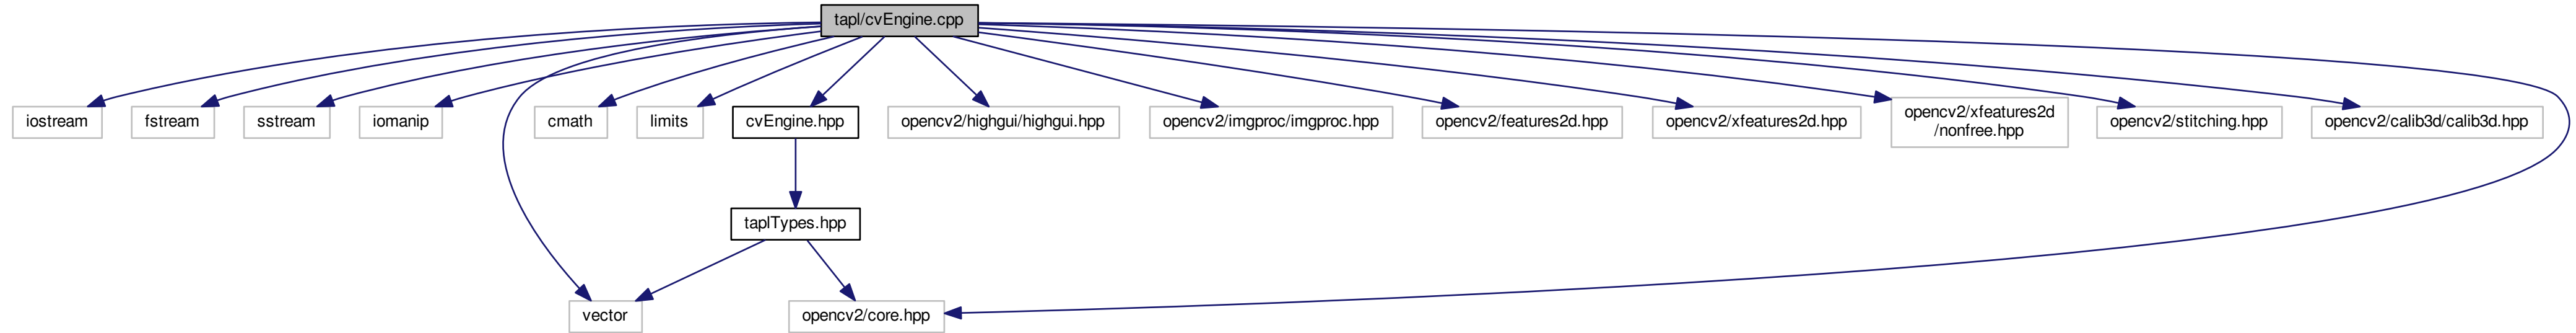 tapl/cvEngine.cpp
iostream
fstream
sstream
iomanip
cmath
limits
cvEngine.hpp
opencv2/highgui/highgui.hpp
opencv2/imgproc/imgproc.hpp
opencv2/features2d.hpp
opencv2/xfeatures2d.hpp
opencv2/xfeatures2d
/nonfree.hpp
opencv2/stitching.hpp
opencv2/calib3d/calib3d.hpp
taplTypes.hpp
vector
opencv2/core.hpp